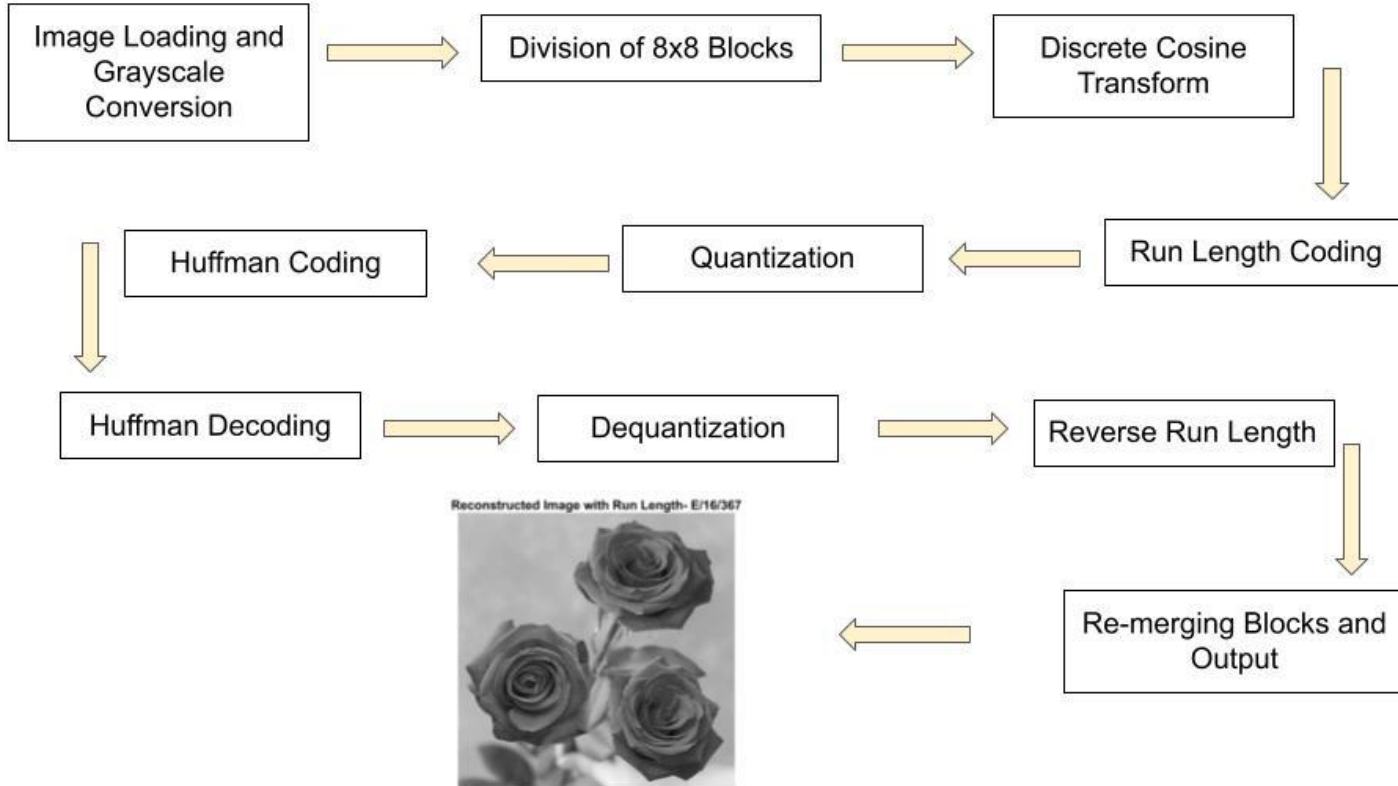 Image Loading and
Grayscale
Conversion
Division of 8x8 Blocks
Discrete Cosine
Transform
Run Length Coding
Quantization
Huffman Coding
Huffman Decoding
Dequantization
Reverse Run Length
Re-merging Blocks and
Output
Reconstructed Image with Run Length- E/16/367